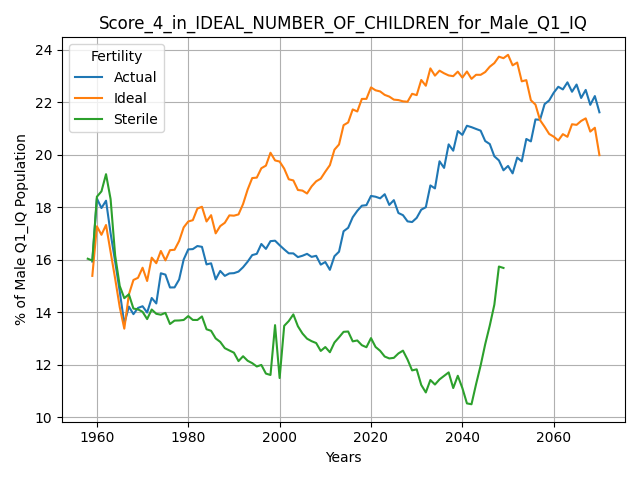 Score_4_in_IDEAL_NUMBER_OF_CHILDREN_for_Male_Q1_IQ
Fertility
Actual
Ideal
Sterile
% of Male Q1_IQ Population
24
22
20
18
16
14
12
10
1960
1980
2000
2020
2040
2060
Years